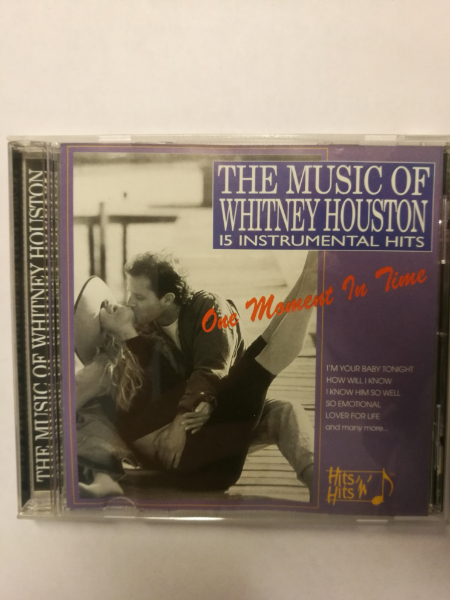 THE MUSIC OF WHITNEY HOUSTON
THE MUSIC OF
WHITNEY HOUSTON
15 INSTRUMENTAL HITS
One Moment In Time
I'M YOUR BABY TONIGHT
HOW WILL I KNOW
I KNOW HIM SO WELL
SO EMOTIONAL
LOVER FOR LIFE
and many more...
Hits 'n'
Hits